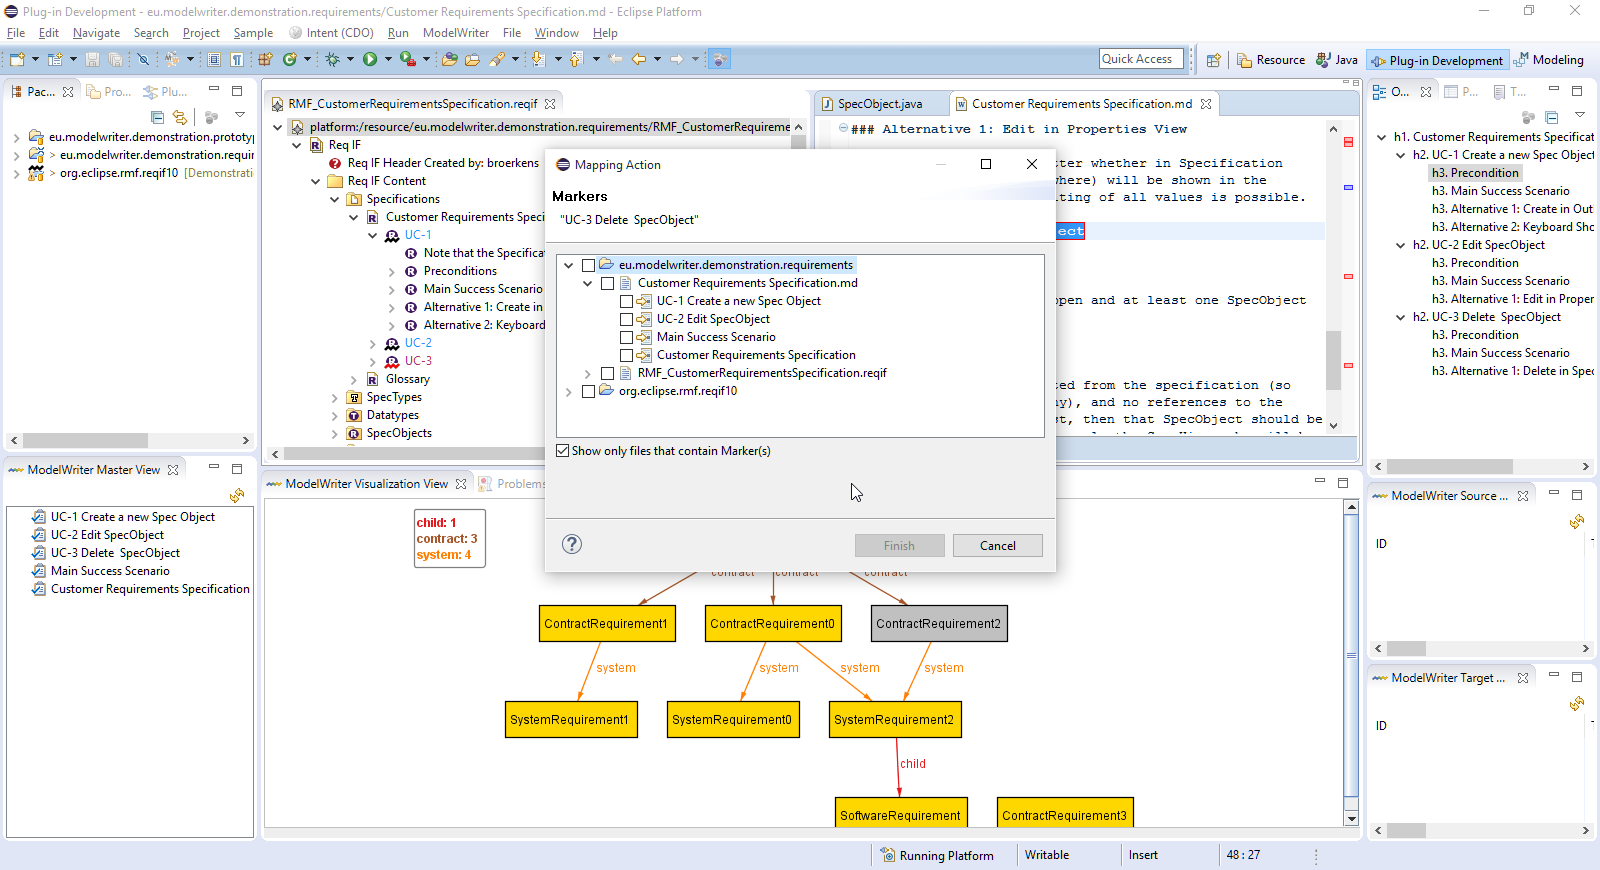 Plug-in Development - eu.modelwriter.demonstration.requirements/Customer Requirements Specification.md - Eclipse Platform
File Edit Navigate Search Project Sample Intent (CDO) Run ModelWriter File Window Help
Quick Access
Resource Java Plug-in Development Modeling
Pac... Pro... Plu...
eu.modelwriter.demonstration.prototyp
> eu.modelwriter.demonstration.requir
> org.eclipse.rmf.reqif10 [Demonstrati
RMF_CustomerRequirementsSpecification.reqif
platform:/resource/eu.modelwriter.demonstration.requirements/RMF_CustomerRequireme
Req IF
Req IF Header Created by: broerkens
Req IF Content
Specifications
Customer Requirements Speci
UC-1
Note that the Specifica
Preconditions
Main Success Scenario
Alternative 1: Create in
Alternative 2: Keyboard
UC-2
UC-3
Glossary
SpecTypes
Datatypes
SpecObjects
SpecObject.java Customer Requirements Specification.md
### Alternative 1: Edit in Properties View
tter whether in Specification
where) will be shown in the
iting of all values is possible.
ect
open and at least one SpecObject
ted from the specification (so
ny), and no references to the
st, then that SpecObject should be
Mapping Action
Markers
"UC-3 Delete  SpecObject"
eu.modelwriter.demonstration.requirements
Customer Requirements Specification.md
UC-1 Create a new Spec Object
UC-2 Edit SpecObject
Main Success Scenario
Customer Requirements Specification
RMF_CustomerRequirementsSpecification.reqif
org.eclipse.rmf.reqif10
Show only files that contain Marker(s)
Finish Cancel
O... P... T...
h1. Customer Requirements Specificat
h2. UC-1 Create a new Spec Object
h3. Precondition
h3. Main Success Scenario
h3. Alternative 1: Create in Out
h3. Alternative 2: Keyboard Sho
h2. UC-2 Edit SpecObject
h3. Precondition
h3. Main Success Scenario
h3. Alternative 1: Edit in Proper
h2. UC-3 Delete  SpecObject
h3. Precondition
h3. Main Success Scenario
h3. Alternative 1: Delete in Spec
ModelWriter Master View
UC-1 Create a new Spec Object
UC-2 Edit SpecObject
UC-3 Delete  SpecObject
Main Success Scenario
Customer Requirements Specification
ModelWriter Visualization View Problems
child: 1
contract: 3
system: 4
contract contract contract
ContractRequirement1 ContractRequirement0 ContractRequirement2
system system system system
SystemRequirement1 SystemRequirement0 SystemRequirement2
child
SoftwareRequirement ContractRequirement3
ModelWriter Source ...
ID
ModelWriter Target ...
ID
Running Platform Writable Insert 48 : 27